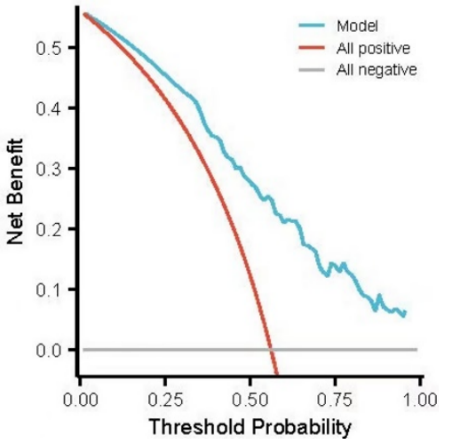 Model
All positive
All negative
Net Benefit
0.5
0.4
0.3
0.2
0.1
0.0
0.00 0.25 0.50 0.75 1.00
Threshold Probability